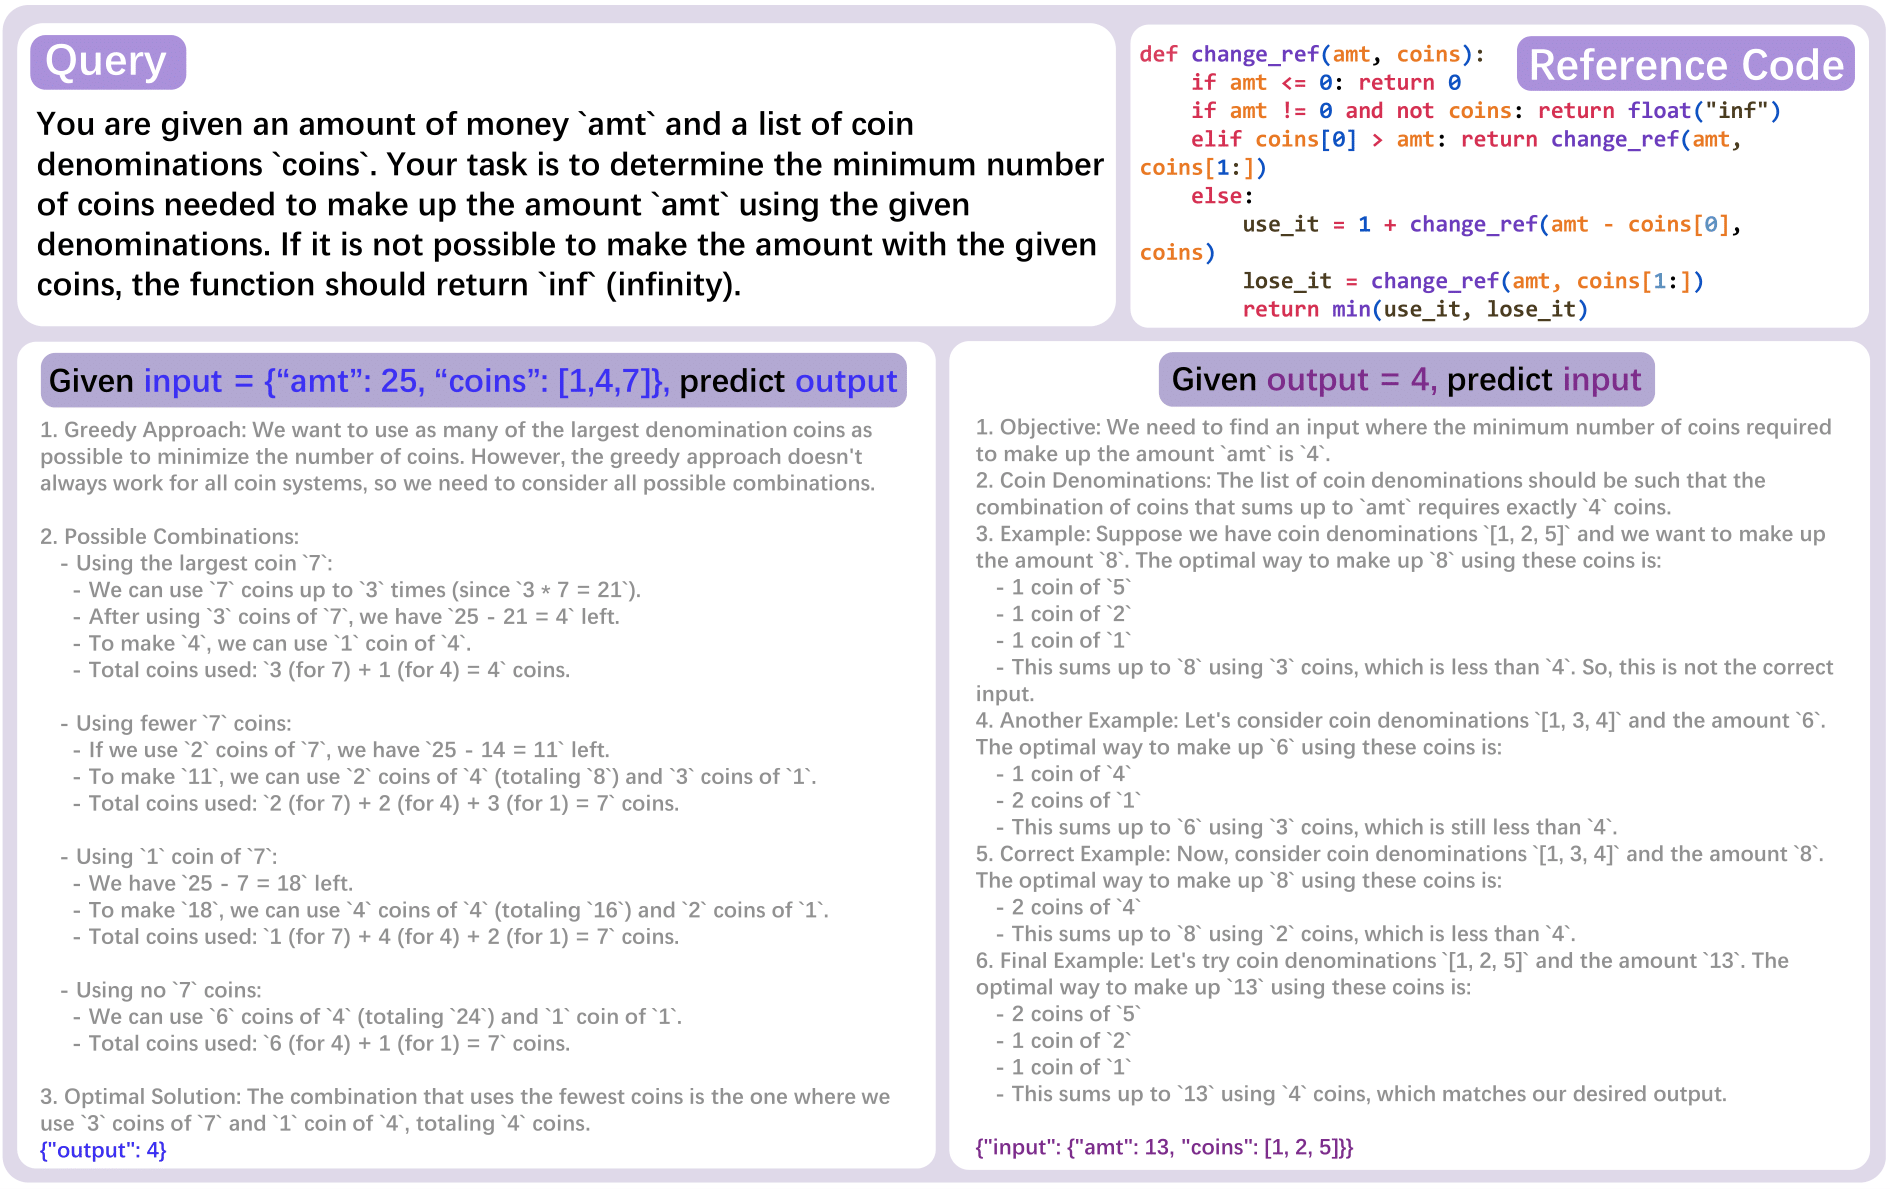 Query
You are given an amount of money `amt` and a list of coin
denominations `coins`. Your task is to determine the minimum number
of coins needed to make up the amount `amt` using the given
denominations. If it is not possible to make the amount with the given
coins, the function should return `inf` (infinity).
Reference Code
def change_ref(amt, coins):
    if amt <= 0: return 0
    if amt != 0 and not coins: return float("inf")
    elif coins[0] > amt: return change_ref(amt,
coins[1:])
    else:
        use_it = 1 + change_ref(amt - coins[0],
coins)
        lose_it = change_ref(amt, coins[1:])
        return min(use_it, lose_it)
Given input = {“amt”: 25, “coins”: [1,4,7]}, predict output
1. Greedy Approach: We want to use as many of the largest denomination coins as
possible to minimize the number of coins. However, the greedy approach doesn't
always work for all coin systems, so we need to consider all possible combinations.
2. Possible Combinations:
- Using the largest coin `7`:
- We can use `7` coins up to `3` times (since `3 * 7 = 21`).
- After using `3` coins of `7`, we have `25 - 21 = 4` left.
- To make `4`, we can use `1` coin of `4`.
- Total coins used: `3 (for 7) + 1 (for 4) = 4` coins.
- Using fewer `7` coins:
- If we use `2` coins of `7`, we have `25 - 14 = 11` left.
- To make `11`, we can use `2` coins of `4` (totaling `8`) and `3` coins of `1`.
- Total coins used: `2 (for 7) + 2 (for 4) + 3 (for 1) = 7` coins.
- Using `1` coin of `7`:
- We have `25 - 7 = 18` left.
- To make `18`, we can use `4` coins of `4` (totaling `16`) and `2` coins of `1`.
- Total coins used: `1 (for 7) + 4 (for 4) + 2 (for 1) = 7` coins.
- Using no `7` coins:
- We can use `6` coins of `4` (totaling `24`) and `1` coin of `1`.
- Total coins used: `6 (for 4) + 1 (for 1) = 7` coins.
3. Optimal Solution: The combination that uses the fewest coins is the one where we
use `3` coins of `7` and `1` coin of `4`, totaling `4` coins.
{"output": 4}
Given output = 4, predict input
1. Objective: We need to find an input where the minimum number of coins required
to make up the amount `amt` is `4`.
2. Coin Denominations: The list of coin denominations should be such that the
combination of coins that sums up to `amt` requires exactly `4` coins.
3. Example: Suppose we have coin denominations `[1, 2, 5]` and we want to make up
the amount `8`. The optimal way to make up `8` using these coins is:
- 1 coin of `5`
- 1 coin of `2`
- 1 coin of `1`
- This sums up to `8` using `3` coins, which is less than `4`. So, this is not the correct
input.
4. Another Example: Let's consider coin denominations `[1, 3, 4]` and the amount `6`.
The optimal way to make up `6` using these coins is:
- 1 coin of `4`
- 2 coins of `1`
- This sums up to `6` using `3` coins, which is still less than `4`.
5. Correct Example: Now, consider coin denominations `[1, 3, 4]` and the amount `8`.
The optimal way to make up `8` using these coins is:
- 2 coins of `4`
- This sums up to `8` using `2` coins, which is less than `4`.
6. Final Example: Let's try coin denominations `[1, 2, 5]` and the amount `13`. The
optimal way to make up `13` using these coins is:
- 2 coins of `5`
- 1 coin of `2`
- 1 coin of `1`
- This sums up to `13` using `4` coins, which matches our desired output.
{"input": {"amt": 13, "coins": [1, 2, 5]}}